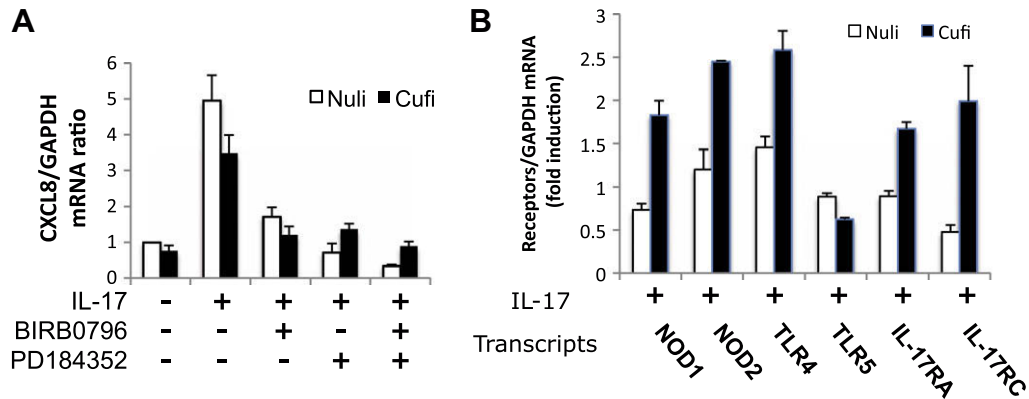 A
CXCL8/GAPDH
mRNA ratio
6
5
4
3
2
1
0
Nuli Cufi
IL-17 - + + + +
BIRB0796 - - + - +
PD184352 - - - + +
B
Receptors/GAPDH mRNA
(fold induction)
3
2.5
2
1.5
1
0.5
0
Nuli Cufi
IL-17 + + + + + +
Transcripts NOD1 NOD2 TLR4 TLR5 IL-17RA IL-17RC